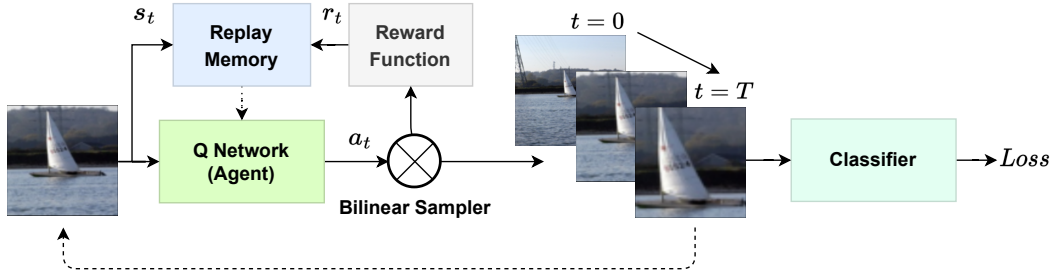 s_t
r_t
Replay
Memory
Reward
Function
t = 0
t = T
Q Network
(Agent)
a_t
Bilinear Sampler
Classifier
Loss